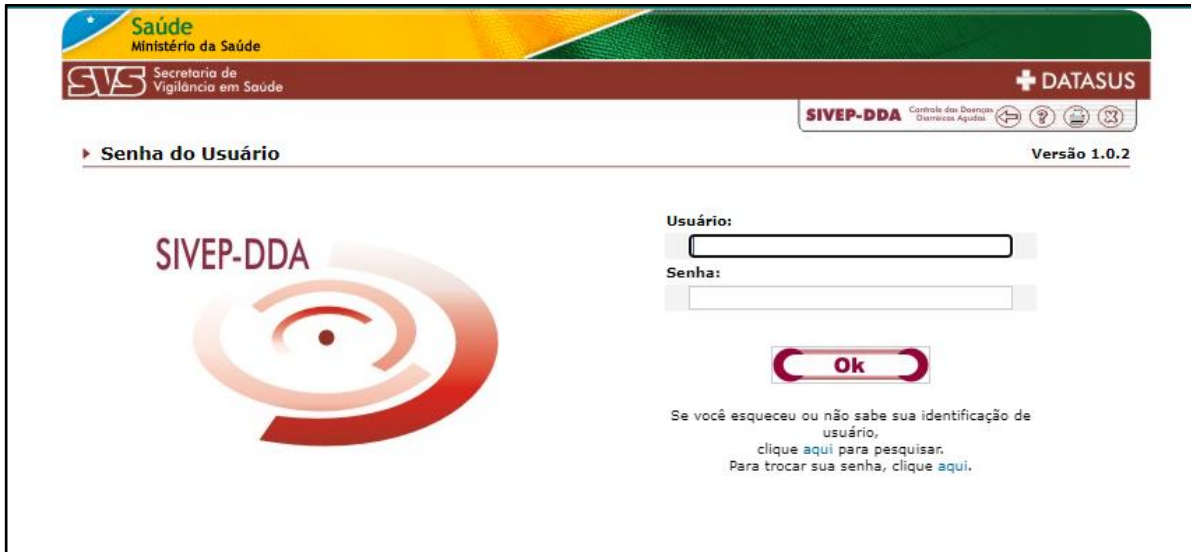 Saúde
Ministério da Saúde
SVS Secretaria de
Vigilância em Saúde
DATASUS
SIVEP-DDA Controle das Doenças
Diarréicas Agudas
Senha do Usuário
Versão 1.0.2
SIVEP-DDA
Usuário:
Senha:
Ok
Se você esqueceu ou não sabe sua identificação de
usuário,
clique aqui para pesquisar.
Para trocar sua senha, clique aqui.